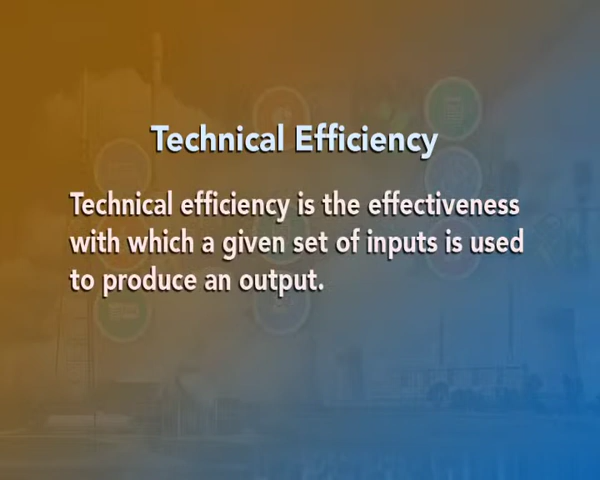 Technical Efficiency
Technical efficiency is the effectiveness
with which a given set of inputs is used
to produce an output.